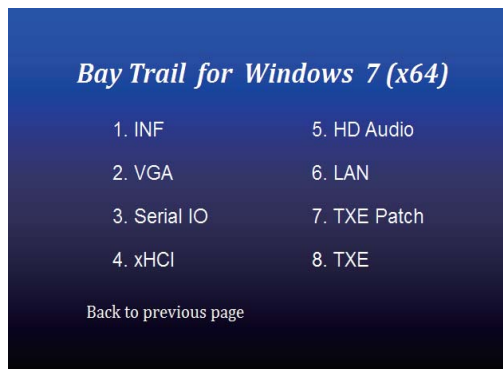 Bay Trail for Windows 7 (x64)
1. INF
2. VGA
3. Serial IO
4. xHCI
5. HD Audio
6. LAN
7. TXE Patch
8. TXE
Back to previous page